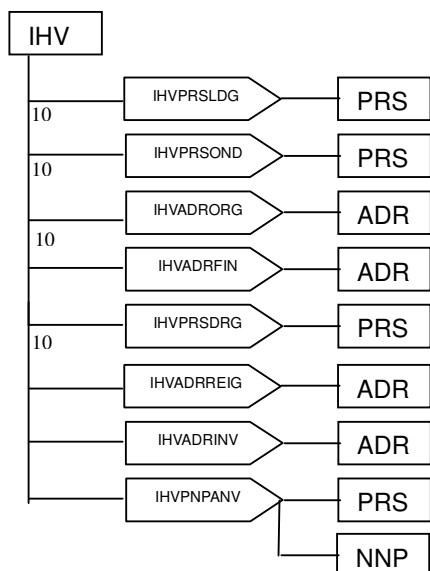 IHV
IHVPRSLDG PRS
10
IHVPRSOND PRS
10
IHVADRORG ADR
10
IHVADRFIN ADR
IHVPRSDRG PRS
10
IHVADRREIG ADR
IHVADRINV ADR
IHVPNPANV PRS
NNP